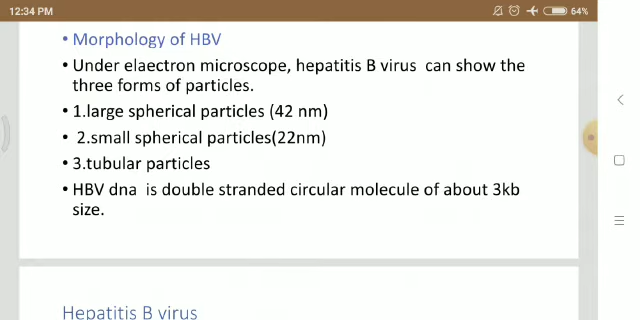 12:34 PM
64%
• Morphology of HBV
• Under elaectron microscope, hepatitis B virus can show the
three forms of particles.
• 1.large spherical particles (42 nm)
• 2.small spherical particles(22nm)
• 3.tubular particles
• HBV dna is double stranded circular molecule of about 3kb
size.
Hepatitis B virus